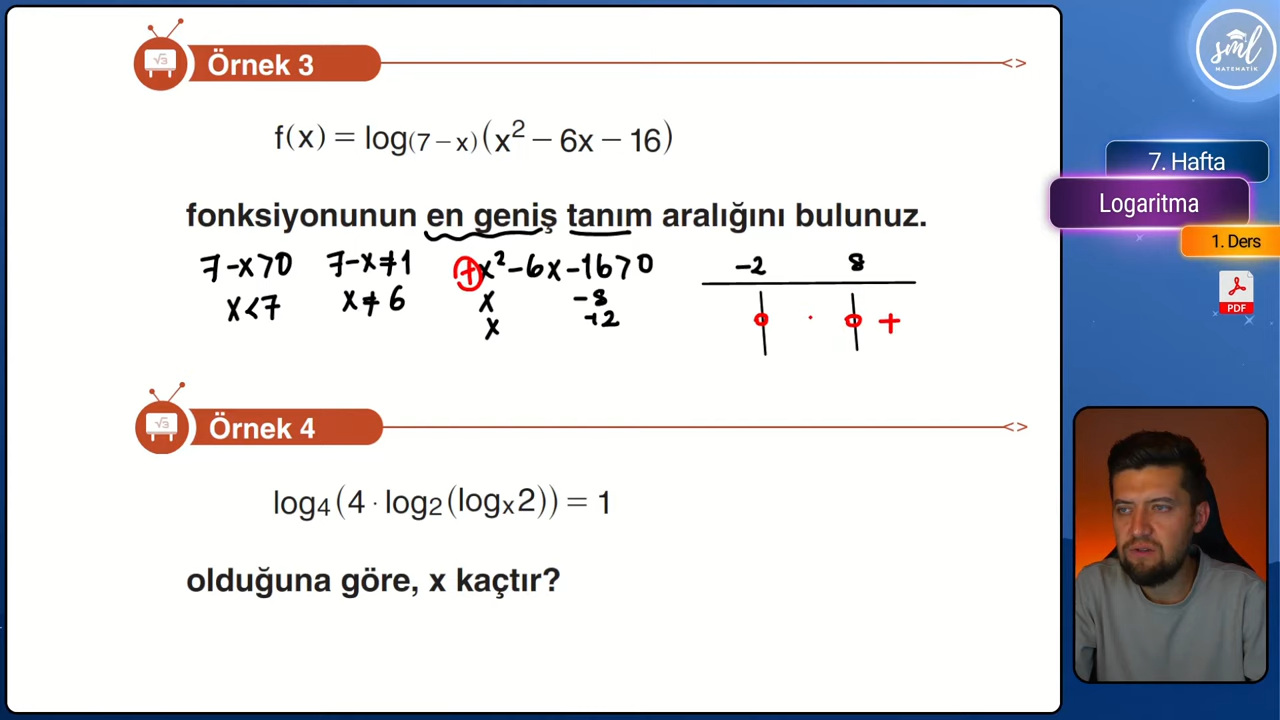 Örnek 3
f(x) = log(7 – x)(x² – 6x – 16)
fonksiyonunun en geniş tanım aralığını bulunuz.
7-x>0 7-x≠1 +x²-6x-16>0 -2 8
x<7 x≠6 x -8
x +2
+
Örnek 4
log₄(4 · log₂(logₓ2)) = 1
olduğuna göre, x kaçtır?
sml
MATEMATİK
7. Hafta
Logaritma
1. Ders
PDF